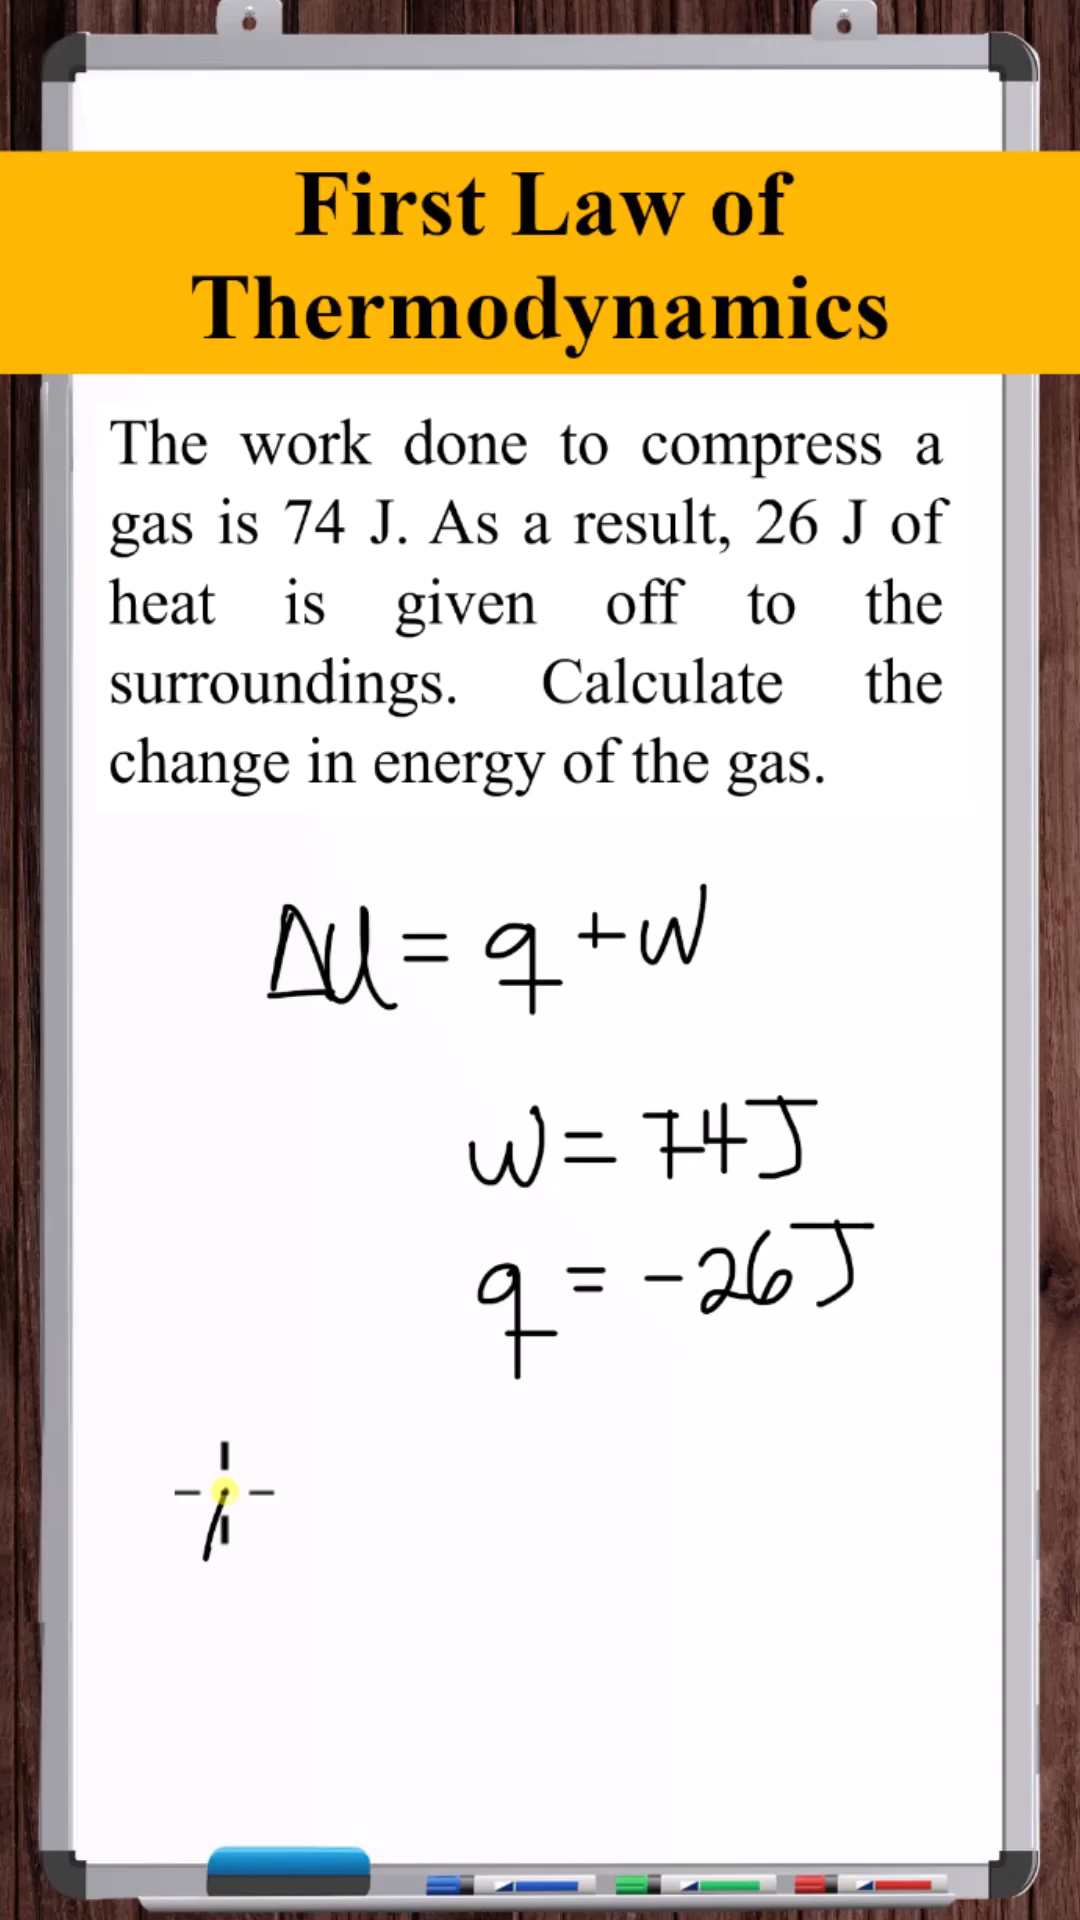 First Law of
Thermodynamics
The work done to compress a
gas is 74 J. As a result, 26 J of
heat is given off to the
surroundings. Calculate the
change in energy of the gas.
ΔU = q + w
w = 74J
q = -26J